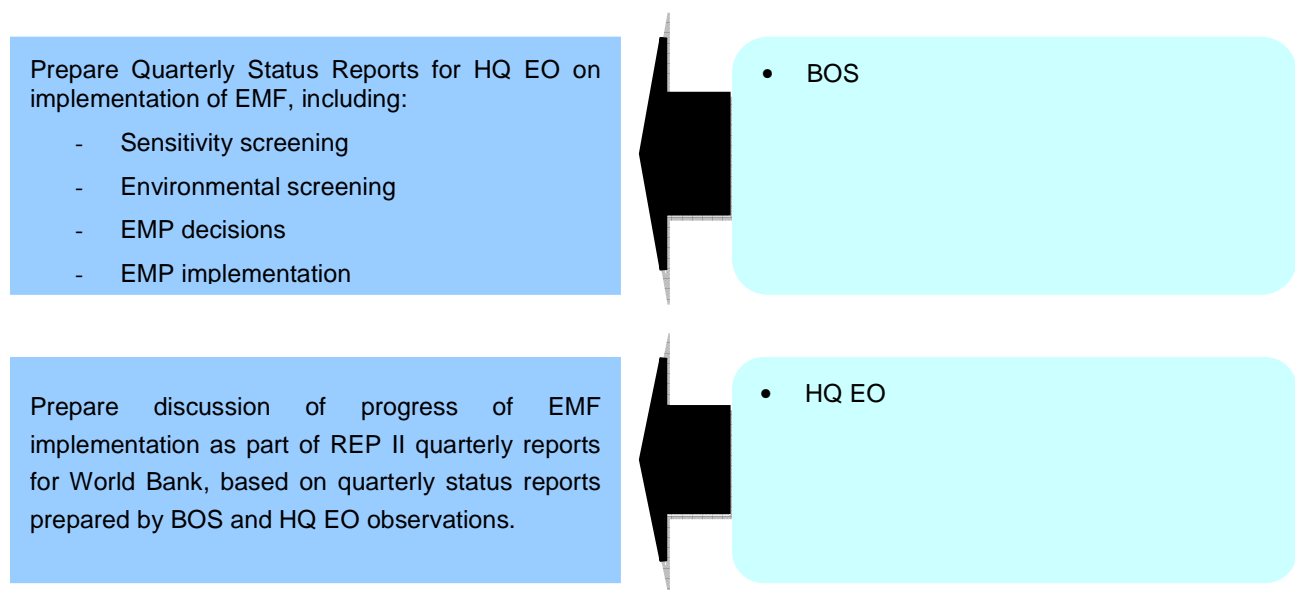 Prepare Quarterly Status Reports for HQ EO on
implementation of EMF, including:
- Sensitivity screening
- Environmental screening
- EMP decisions
- EMP implementation
• BOS
Prepare discussion of progress of EMF
implementation as part of REP II quarterly reports
for World Bank, based on quarterly status reports
prepared by BOS and HQ EO observations.
• HQ EO